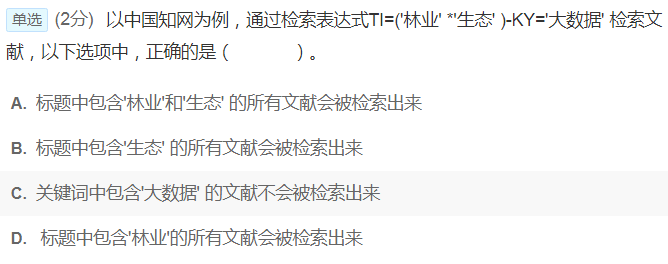 单选 (2分) 以中国知网为例，通过检索表达式TI=('林业' *'生态' )-KY='大数据' 检索文
献，以下选项中，正确的是（ ）。
A. 标题中包含'林业'和'生态' 的所有文献会被检索出来
B. 标题中包含'生态' 的所有文献会被检索出来
C. 关键词中包含'大数据' 的文献不会被检索出来
D. 标题中包含'林业'的所有文献会被检索出来